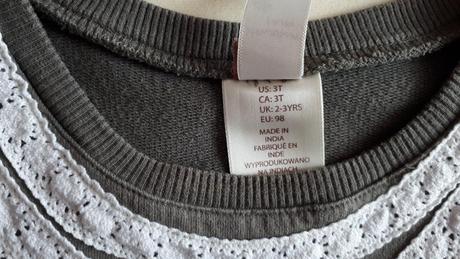 US: 3T
CA: 3T
UK: 2-3YRS
EU: 98
MADE IN
INDIA
FABRIQUÉ EN
INDE
WYPRODUKOWANO
NA INDIACH